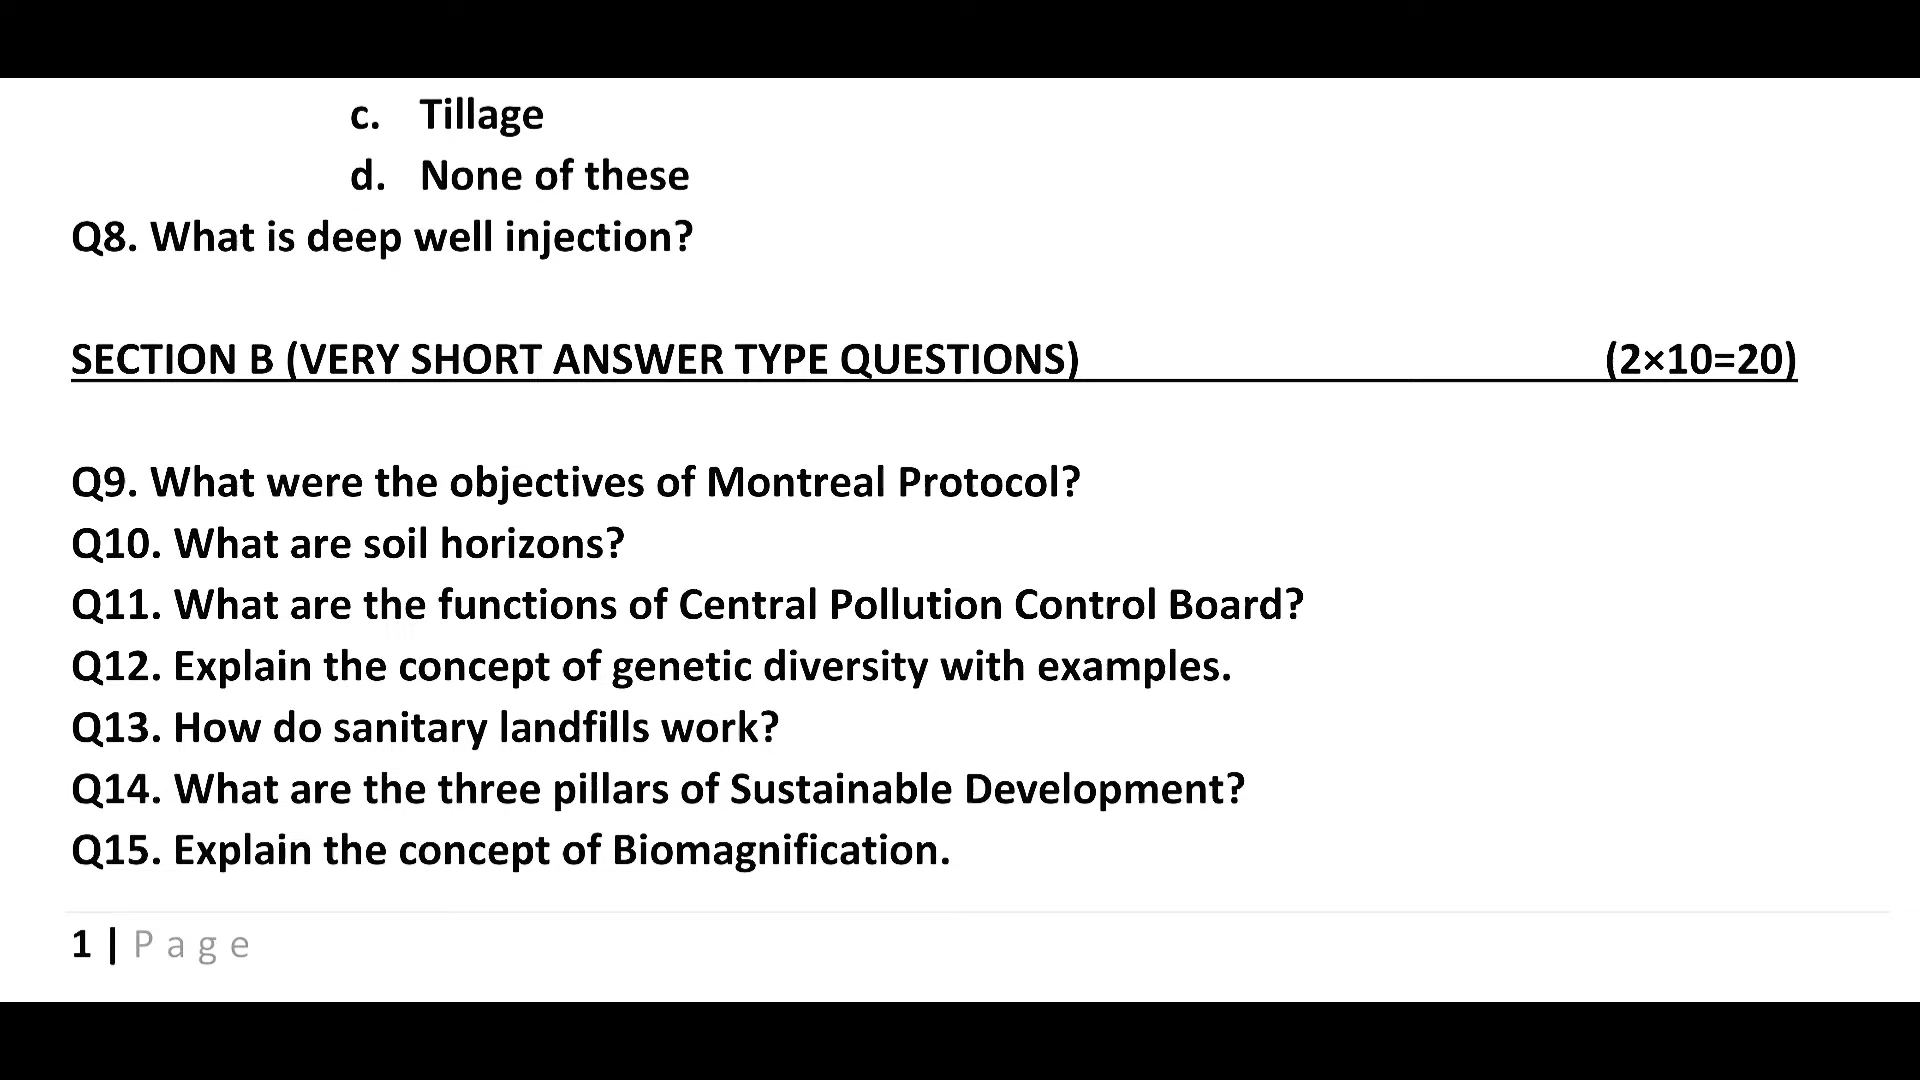 c. Tillage
d. None of these
Q8. What is deep well injection?
SECTION B (VERY SHORT ANSWER TYPE QUESTIONS) (2×10=20)
Q9. What were the objectives of Montreal Protocol?
Q10. What are soil horizons?
Q11. What are the functions of Central Pollution Control Board?
Q12. Explain the concept of genetic diversity with examples.
Q13. How do sanitary landfills work?
Q14. What are the three pillars of Sustainable Development?
Q15. Explain the concept of Biomagnification.
1 | Page